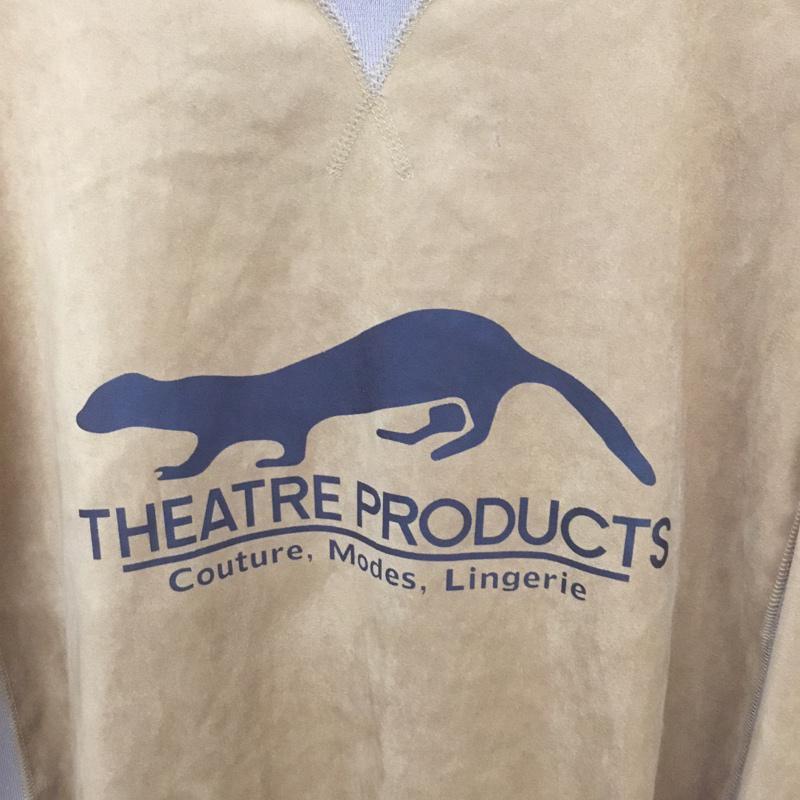 THEATRE PRODUCTS
Couture, Modes, Lingerie